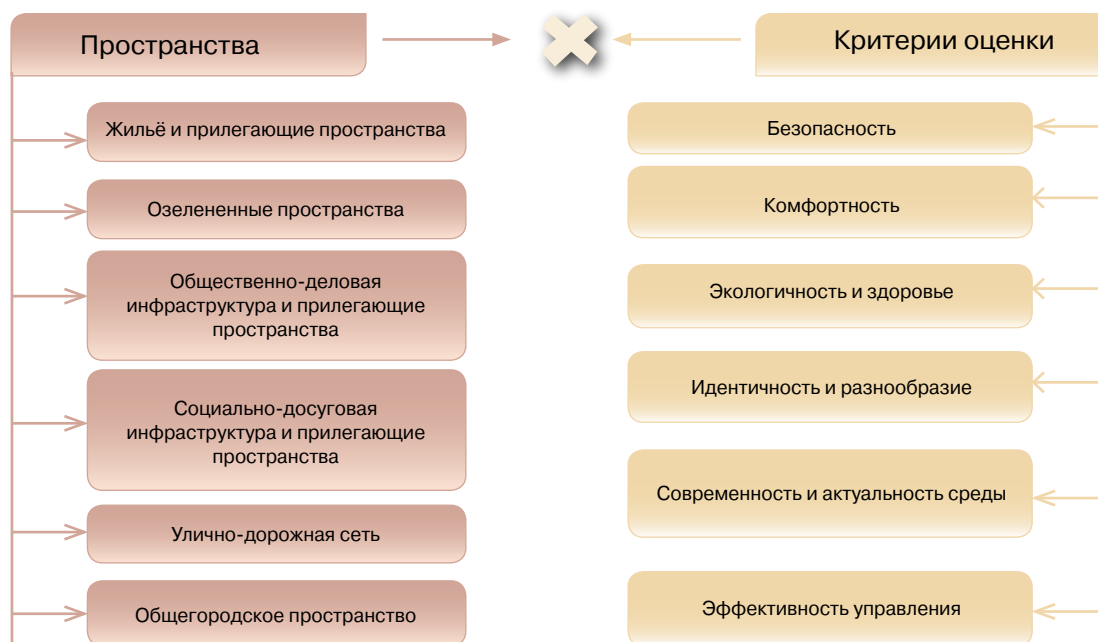 Пространства
Жильё и прилегающие пространства
Озелененные пространства
Общественно-деловая
инфраструктура и прилегающие
пространства
Социально-досуговая
инфраструктура и прилегающие
пространства
Улично-дорожная сеть
Общегородское пространство
Критерии оценки
Безопасность
Комфортность
Экологичность и здоровье
Идентичность и разнообразие
Современность и актуальность среды
Эффективность управления